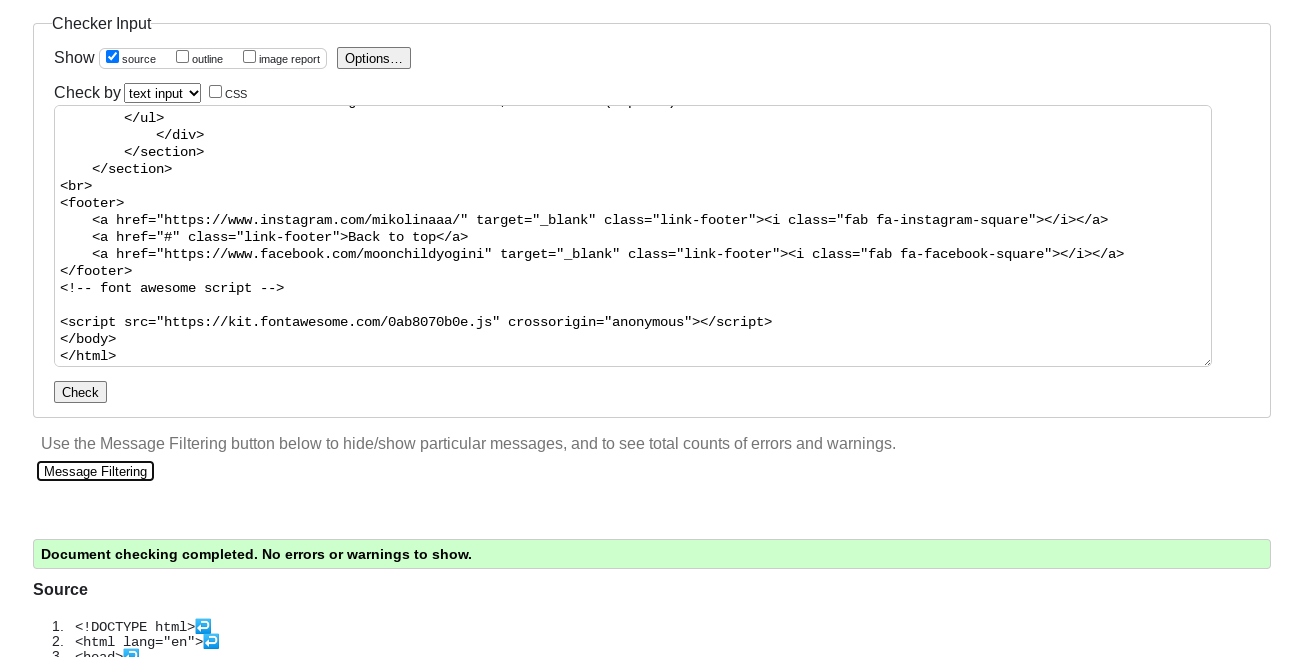 Checker Input
Show source outline image report Options...
Check by text input CSS
        </ul>
            </div>
        </section>
    </section>
<br>
<footer>
    <a href="https://www.instagram.com/mikolinaaa/" target="_blank" class="link-footer"><i class="fab fa-instagram-square"></i></a>
    <a href="#" class="link-footer">Back to top</a>
    <a href="https://www.facebook.com/moonchildyogini" target="_blank" class="link-footer"><i class="fab fa-facebook-square"></i></a>
</footer>
<!-- font awesome script -->
<script src="https://kit.fontawesome.com/0ab8070b0e.js" crossorigin="anonymous"></script>
</body>
</html>
Check
Use the Message Filtering button below to hide/show particular messages, and to see total counts of errors and warnings.
Message Filtering
Document checking completed. No errors or warnings to show.
Source
1. <!DOCTYPE html>↩
2. <html lang="en">↩
3. <head>↩